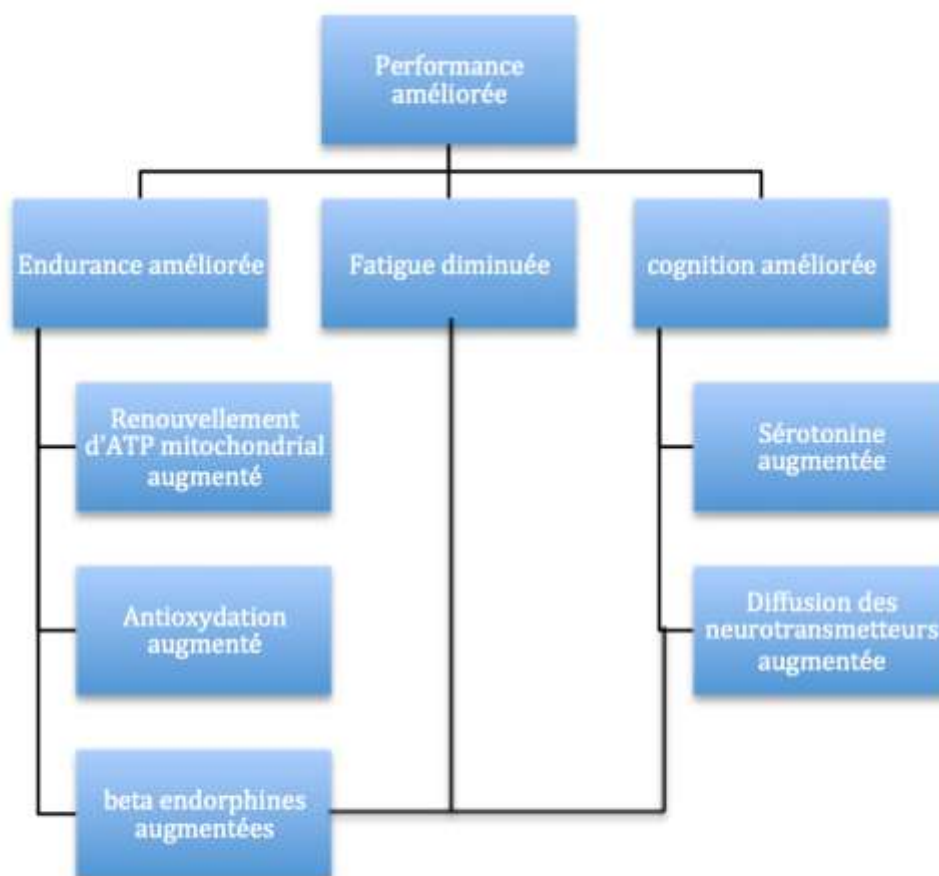 Performance
améliorée
Endurance améliorée
Fatigue diminuée
cognition améliorée
Renouvellement
d'ATP mitochondrial
augmenté
Sérotonine
augmentée
Antioxydation
augmenté
Diffusion des
neurotransmetteurs
augmentée
beta endorphines
augmentées